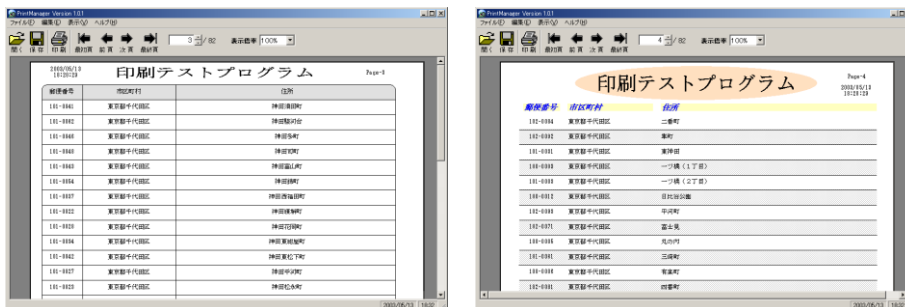 PrintManager Version 1.0.1
ファイル(F) 編集(E) 表示(V) ヘルプ(H)
開く 保存 印刷 最初頁 前頁 次頁 最終頁 3 / 82 表示倍率 100%
2003/05/13
18:28:29
印刷テストプログラム
Page-3
郵便番号 市区町村 住所
101-0041 東京都千代田区 神田須田町
101-0062 東京都千代田区 神田駿河台
101-0046 東京都千代田区 神田多町
101-0048 東京都千代田区 神田司町
101-0043 東京都千代田区 神田富山町
101-0054 東京都千代田区 神田錦町
101-0037 東京都千代田区 神田西福田町
101-0022 東京都千代田区 神田練塀町
101-0028 東京都千代田区 神田花岡町
東京都千代田区 神田東紺屋町
101-0042 東京都千代田区 神田東松下町
101-0027 東京都千代田区 神田平河町
101-0023 東京都千代田区 神田松永町
2003/05/13 18:32
PrintManager Version 1.0.1
ファイル(F) 編集(E) 表示(V) ヘルプ(H)
開く 保存 印刷 最初頁 前頁 次頁 最終頁 4 / 82 表示倍率 100%
印刷テストプログラム
Page-4
2003/05/13
18:28:29
郵便番号 市区町村 住所
102-0084 東京都千代田区 二番町
102-0092 東京都千代田区 隼町
101-0031 東京都千代田区 東神田
100-0003 東京都千代田区 一ツ橋(1丁目)
101-0003 東京都千代田区 一ツ橋(2丁目)
100-0012 東京都千代田区 日比谷公園
102-0093 東京都千代田区 平河町
102-0071 東京都千代田区 富士見
100-0005 東京都千代田区 丸の内
101-0061 東京都千代田区 三崎町
100-0006 東京都千代田区 有楽町
102-0081 東京都千代田区 四番町
2003/05/13 18:32